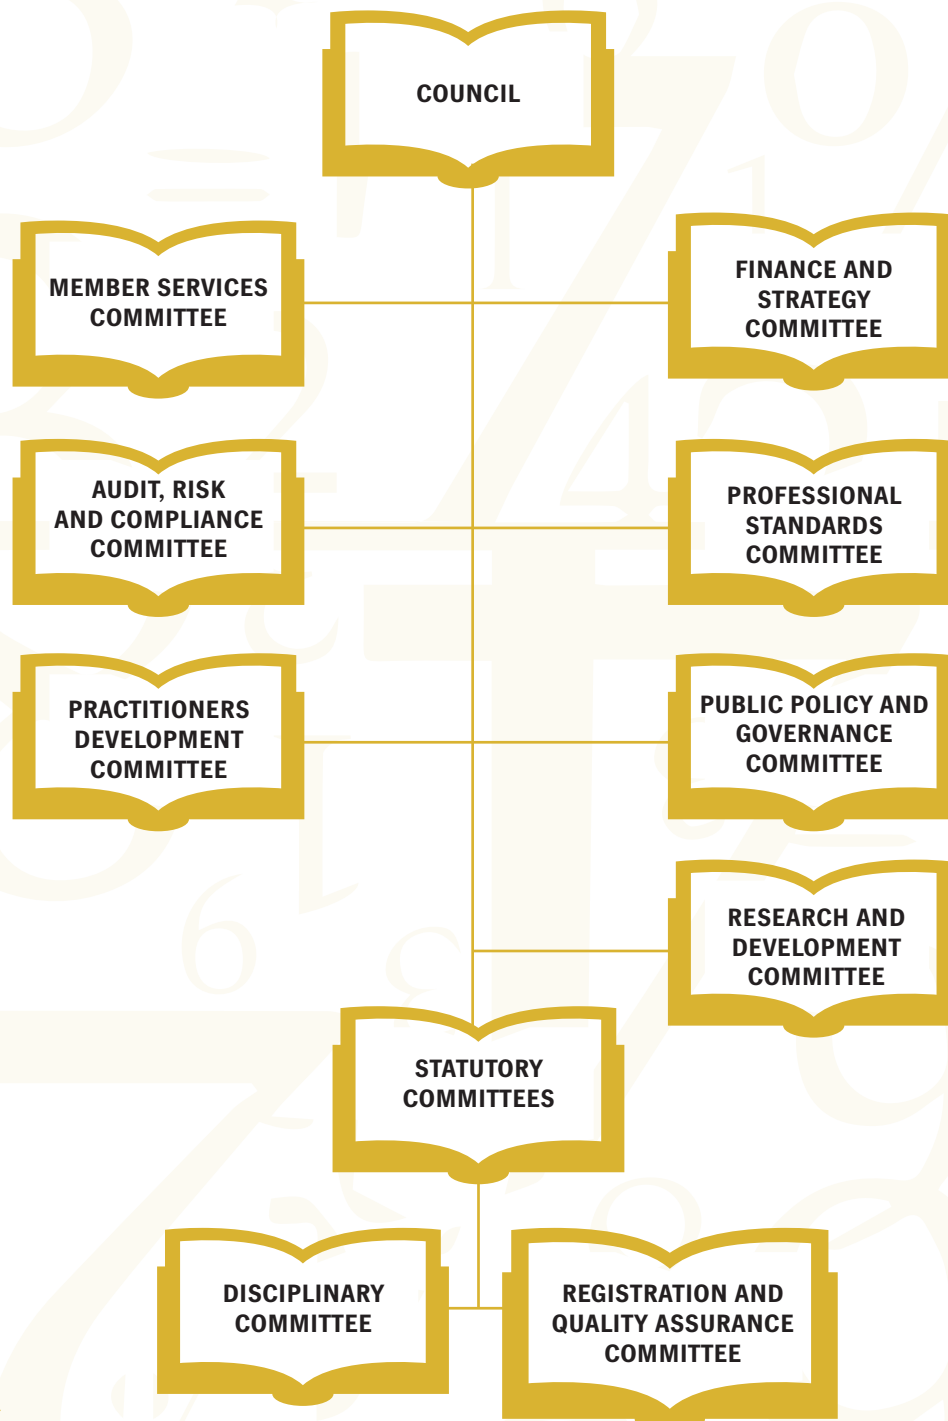 COUNCIL
MEMBER SERVICES
COMMITTEE
FINANCE AND
STRATEGY
COMMITTEE
AUDIT, RISK
AND COMPLIANCE
COMMITTEE
PROFESSIONAL
STANDARDS
COMMITTEE
PRACTITIONERS
DEVELOPMENT
COMMITTEE
PUBLIC POLICY AND
GOVERNANCE
COMMITTEE
RESEARCH AND
DEVELOPMENT
COMMITTEE
STATUTORY
COMMITTEES
DISCIPLINARY
COMMITTEE
REGISTRATION AND
QUALITY ASSURANCE
COMMITTEE